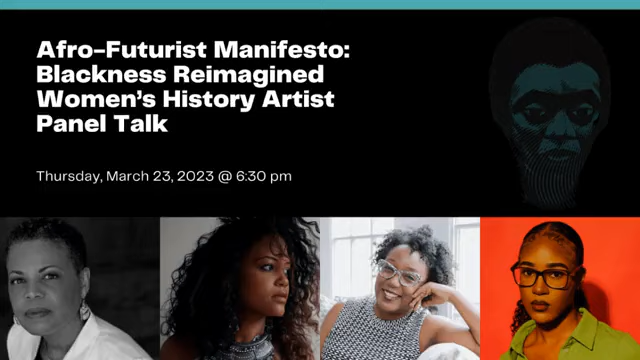 Afro-Futurist Manifesto:
Blackness Reimagined
Women's History Artist
Panel Talk
Thursday, March 23, 2023 @ 6:30 pm